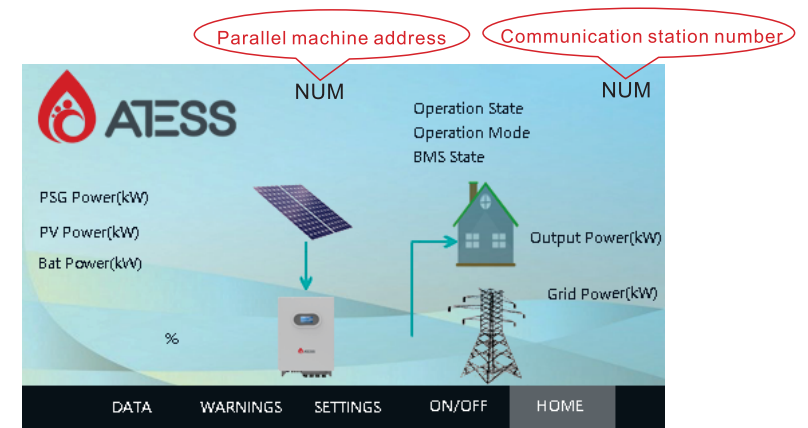 Parallel machine address
Communication station number
NUM
NUM
ATESS
Operation State
Operation Mode
BMS State
PSG Power(kW)
PV Power(kW)
Bat Power(kW)
Output Power(kW)
Grid Power(kW)
%
DATA
WARNINGS
SETTINGS
ON/OFF
HOME